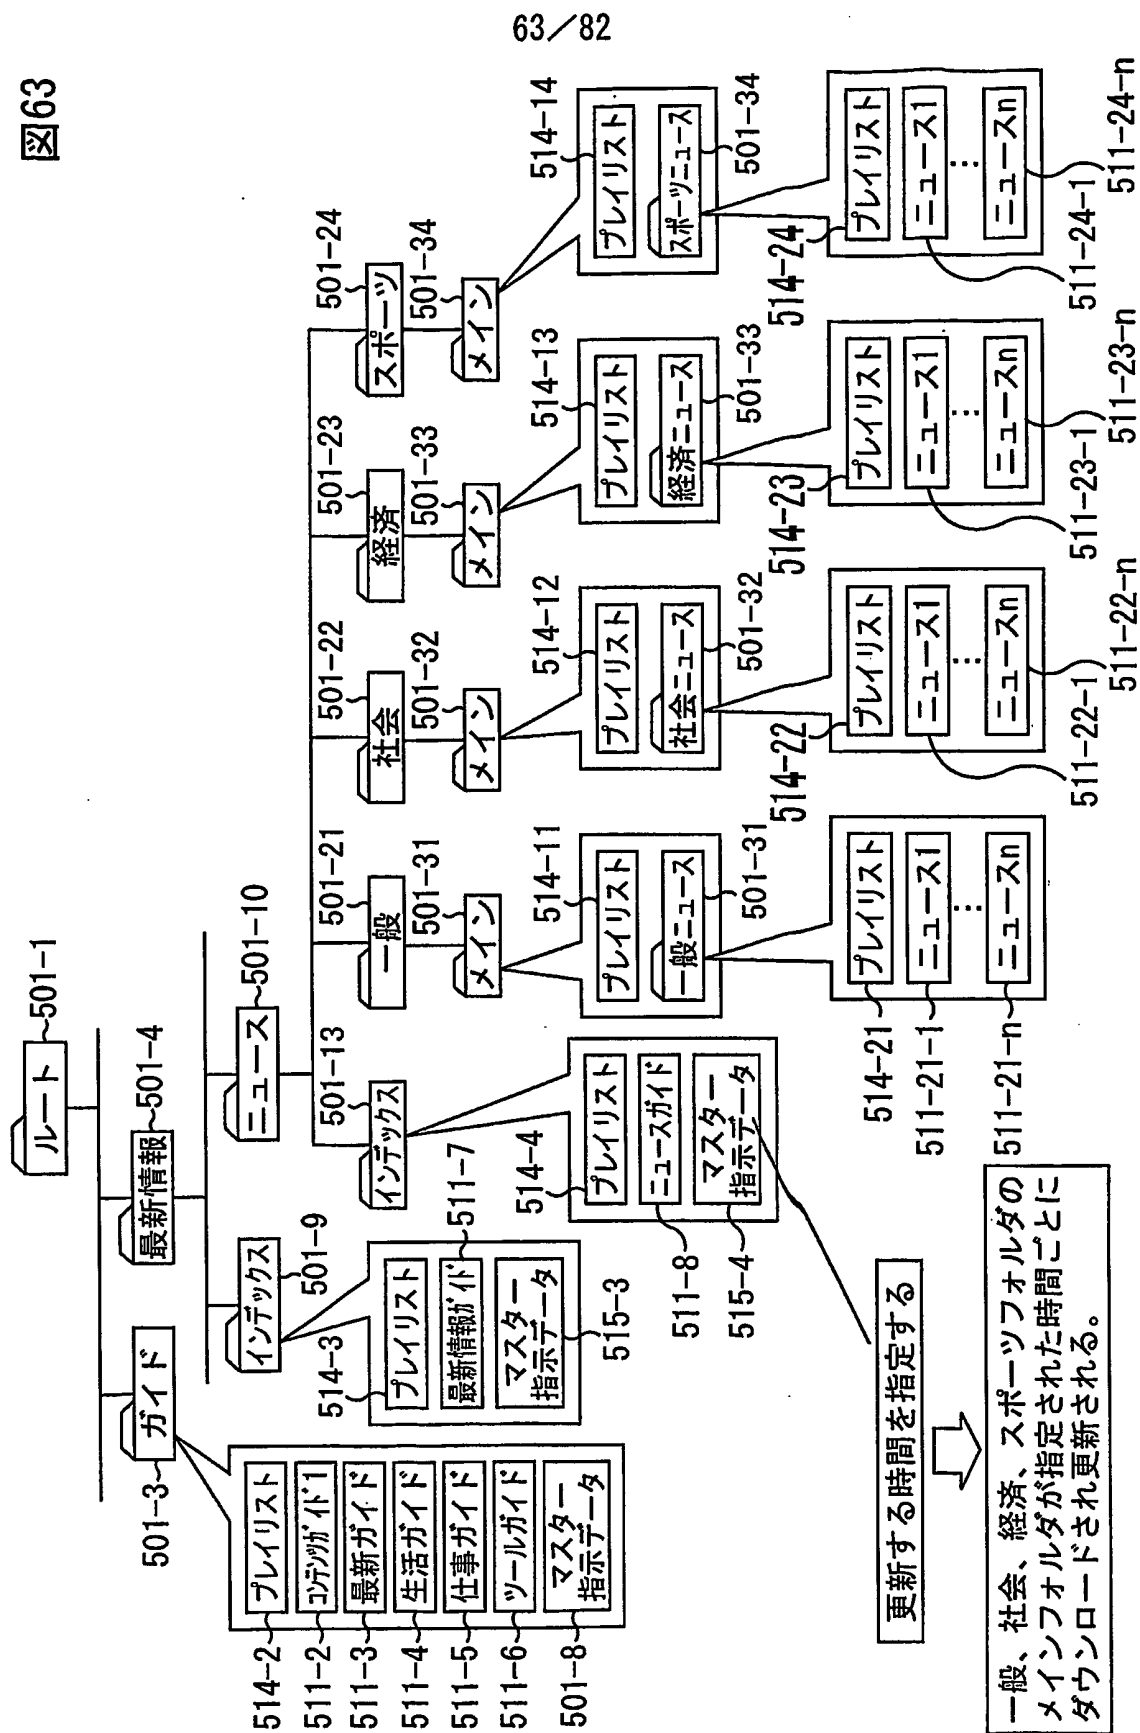 63/82
図63
ルート
501-1
ガイド
501-3
最新情報
501-4
プレイリスト
514-2
コンテンツガイド1
511-2
最新ガイド
511-3
生活ガイド
511-4
仕事ガイド
511-5
ツールガイド
511-6
マスター
指示データ
501-8
インデックス
501-9
ニュース
501-10
プレイリスト
514-3
最新情報ガイド
511-7
マスター
指示データ
515-3
インデックス
501-13
プレイリスト
514-4
ニュースガイド
511-8
マスター
指示データ
515-4
一般
501-21
メイン
501-31
プレイリスト
514-11
一般ニュース
501-31
プレイリスト
514-21
ニュース1
511-21-1
…
ニュースn
511-21-n
社会
501-22
メイン
501-32
プレイリスト
514-12
社会ニュース
501-32
プレイリスト
514-22
ニュース1
511-22-1
…
ニュースn
511-22-n
経済
501-23
メイン
501-33
プレイリスト
514-13
経済ニュース
501-33
プレイリスト
514-23
ニュース1
511-23-1
…
ニュースn
511-23-n
スポーツ
501-24
メイン
501-34
プレイリスト
514-14
スポーツニュース
501-34
プレイリスト
514-24
ニュース1
511-24-1
…
ニュースn
511-24-n
更新する時間を指定する
一般、社会、経済、スポーツフォルダの
メインフォルダが指定された時間ごとに
ダウンロードされ更新される。